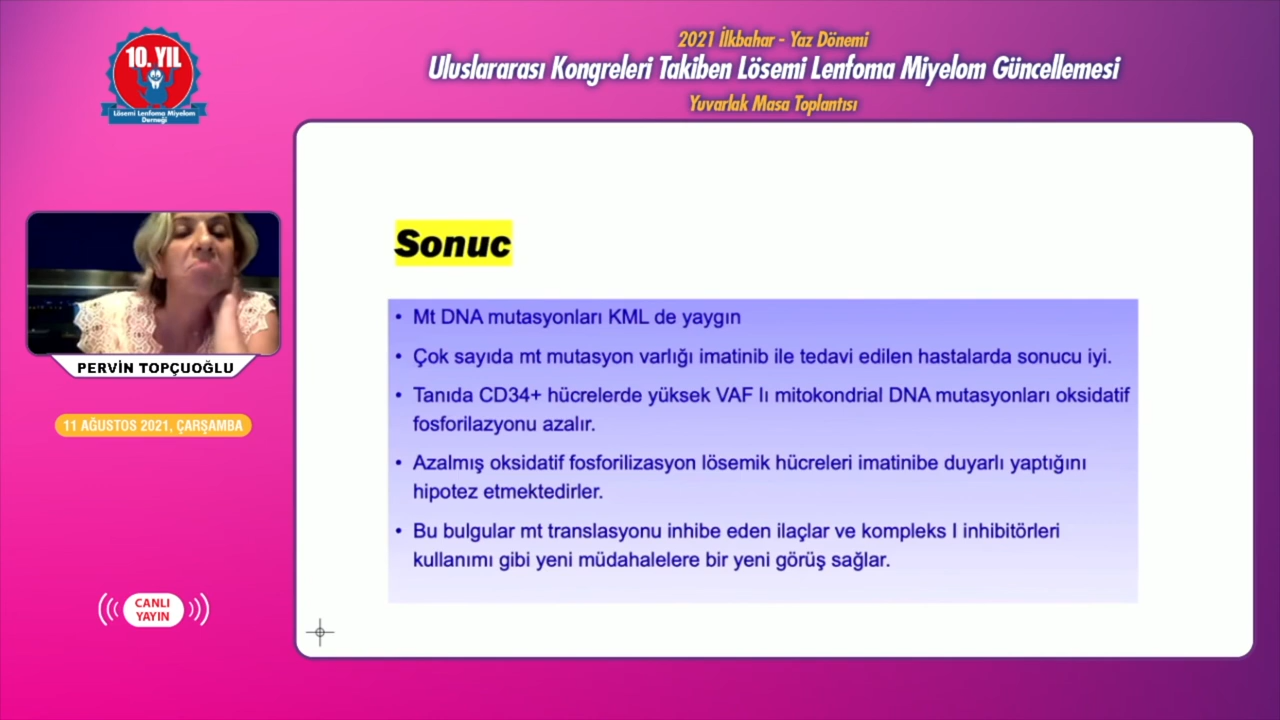 10. YIL
Lösemi Lenfoma Miyelom
Derneği
2021 İlkbahar - Yaz Dönemi
Uluslararası Kongreleri Takiben Lösemi Lenfoma Miyelom Güncellemesi
Yuvarlak Masa Toplantısı
PERVİN TOPÇUOĞLU
11 AĞUSTOS 2021, ÇARŞAMBA
CANLI
YAYIN
Sonuc
• Mt DNA mutasyonları KML de yaygın
• Çok sayıda mt mutasyon varlığı imatinib ile tedavi edilen hastalarda sonucu iyi.
• Tanıda CD34+ hücrelerde yüksek VAF lı mitokondrial DNA mutasyonları oksidatif
fosforilazyonu azalır.
• Azalmış oksidatif fosforilizasyon lösemik hücreleri imatinibe duyarlı yaptığını
hipotez etmektedirler.
• Bu bulgular mt translasyonu inhibe eden ilaçlar ve kompleks I inhibitörleri
kullanımı gibi yeni müdahalelere bir yeni görüş sağlar.